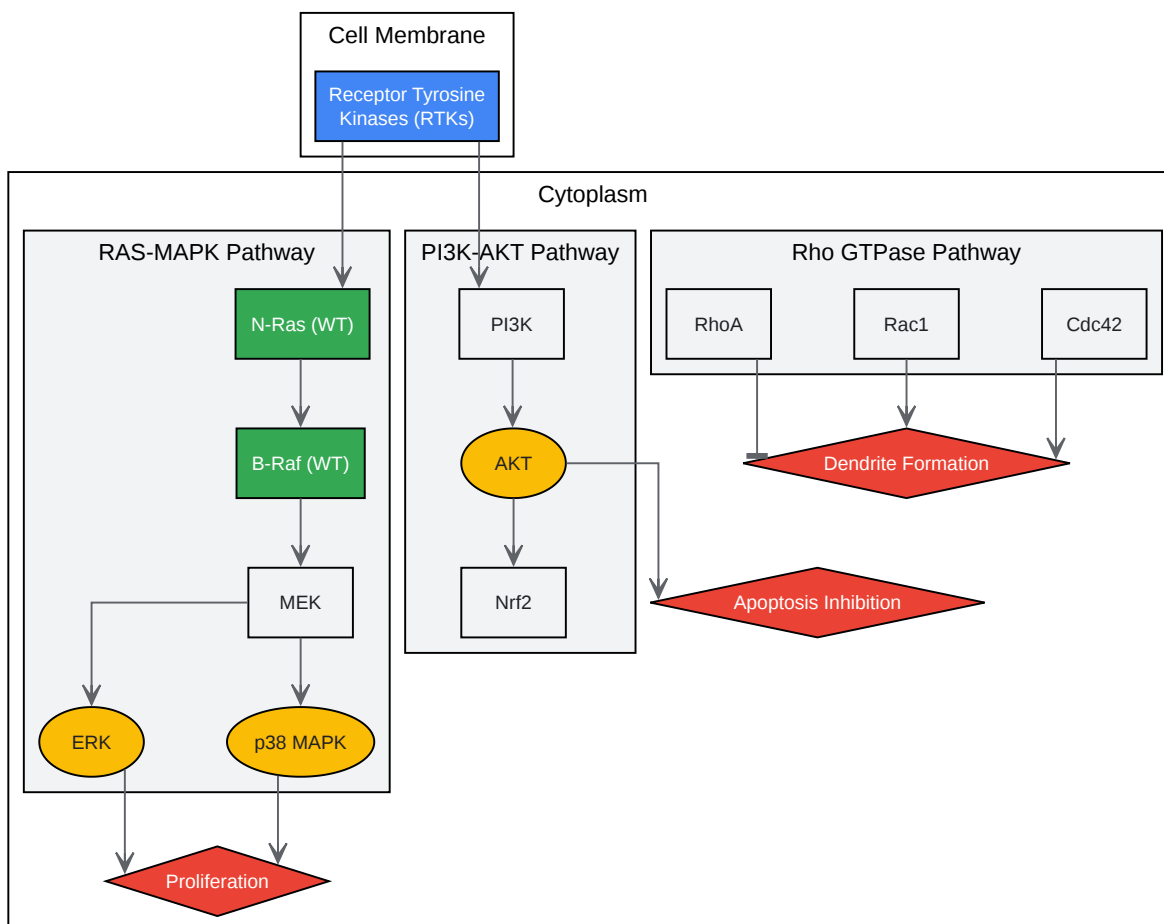 Cell Membrane
Receptor Tyrosine
Kinases (RTKs)
Cytoplasm
RAS-MAPK Pathway
PI3K-AKT Pathway
Rho GTPase Pathway
N-Ras (WT)
PI3K
RhoA
Rac1
Cdc42
B-Raf (WT)
AKT
Dendrite Formation
MEK
Nrf2
Apoptosis Inhibition
ERK
p38 MAPK
Proliferation